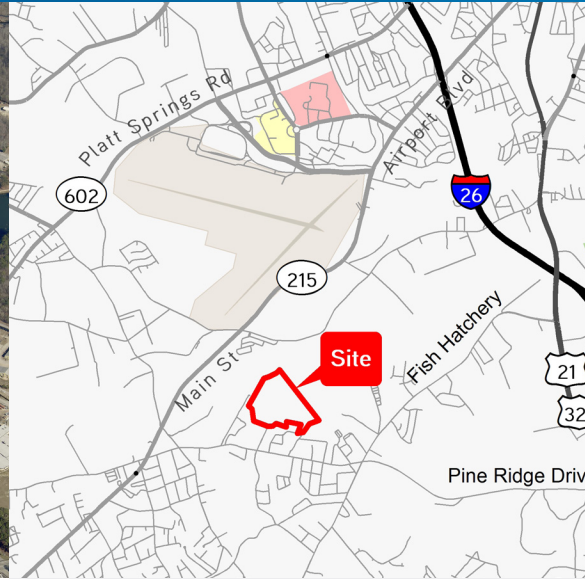 Platt Springs Rd
Airport Blvd
602
26
215
Site
Fish Hatchery
Main St
21
32
Pine Ridge Driv